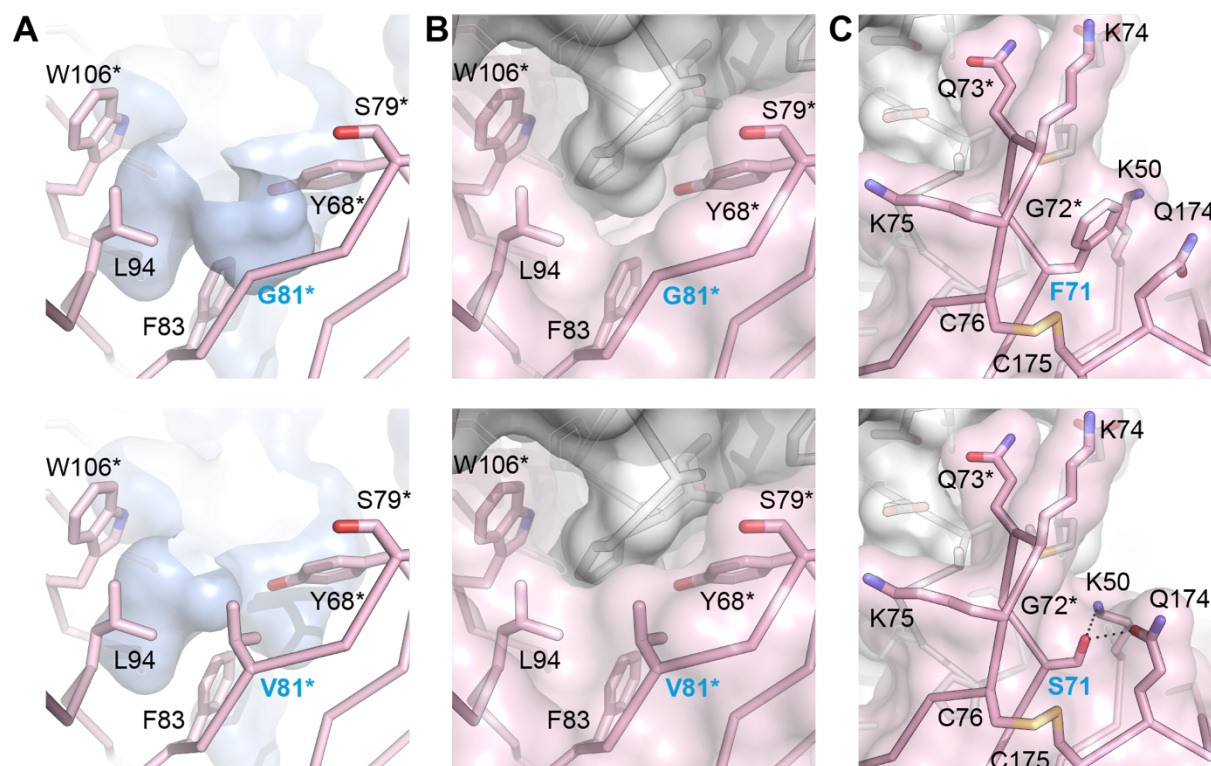 A
W106*
S79*
Y68*
L94
G81*
F83
B
W106*
S79*
Y68*
L94
G81*
F83
C
K74
Q73*
K50
G72*
Q174
K75
F71
C76
C175
W106*
S79*
Y68*
L94
V81*
F83
W106*
S79*
Y68*
L94
V81*
F83
K74
Q73*
K50
G72*
Q174
K75
S71
C76
C175